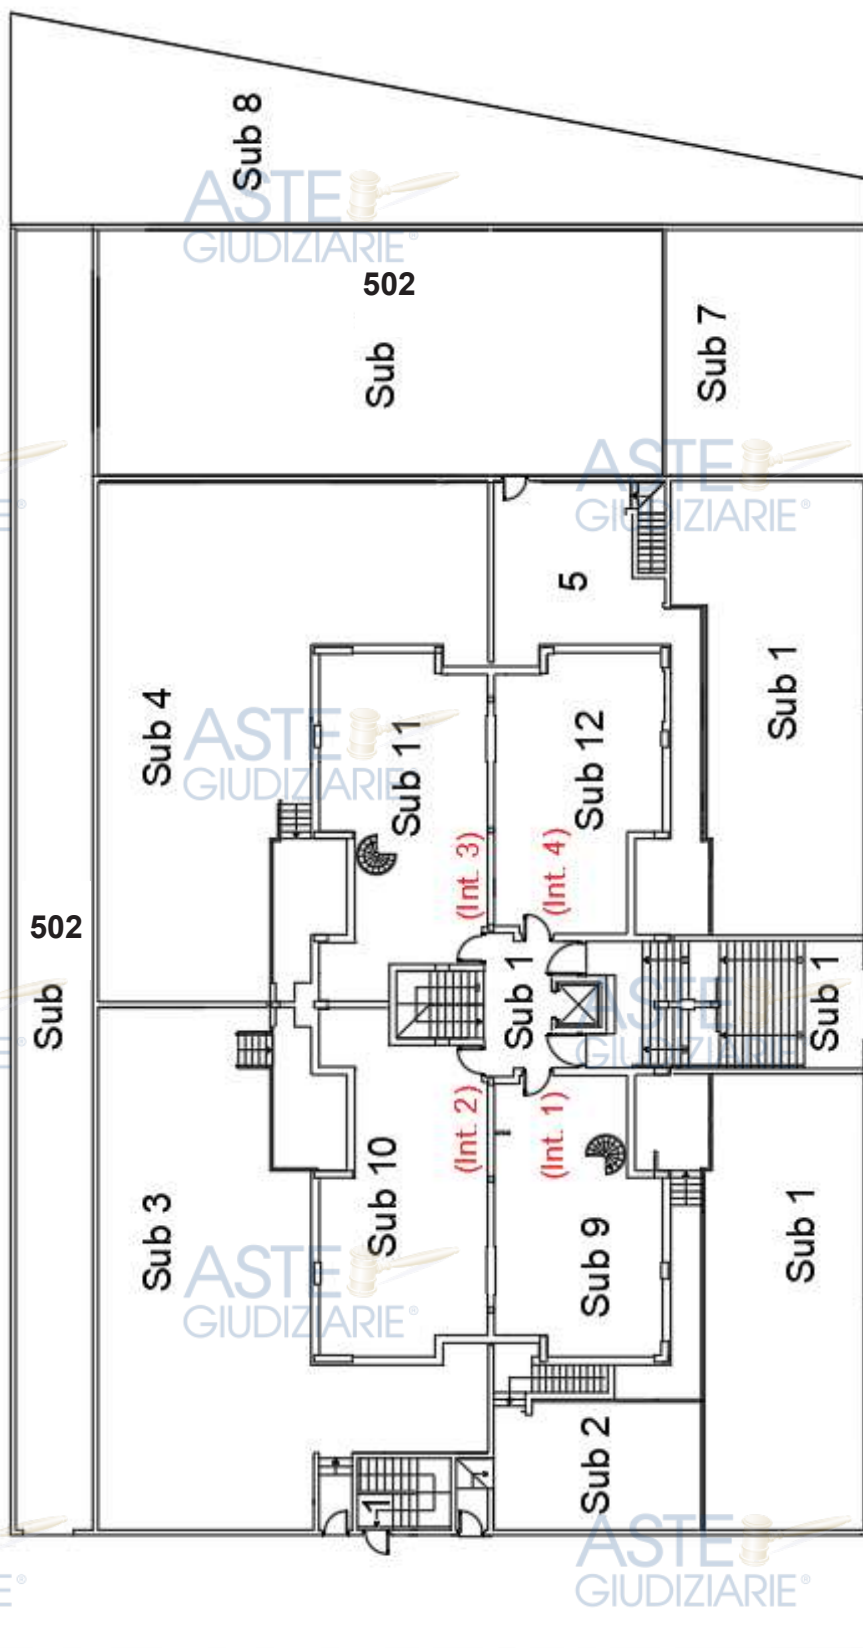 Sub 8
502
Sub
Sub 7
5
Sub 4
Sub 11
Sub 12
Sub 1
(Int. 3)
(Int. 4)
502
Sub
Sub 1
Sub 1
(Int. 2)
(Int. 1)
Sub 3
Sub 10
Sub 9
Sub 1
Sub 2
1
ASTE
GIUDIZIARIE®
ASTE
GIUDIZIARIE®
ASTE
GIUDIZIARIE
ASTE
GIUDIZIARIE
ASTE
GIUDIZIARIE®
ASTE
GIUDIZIARIE®
E®
E®
E®